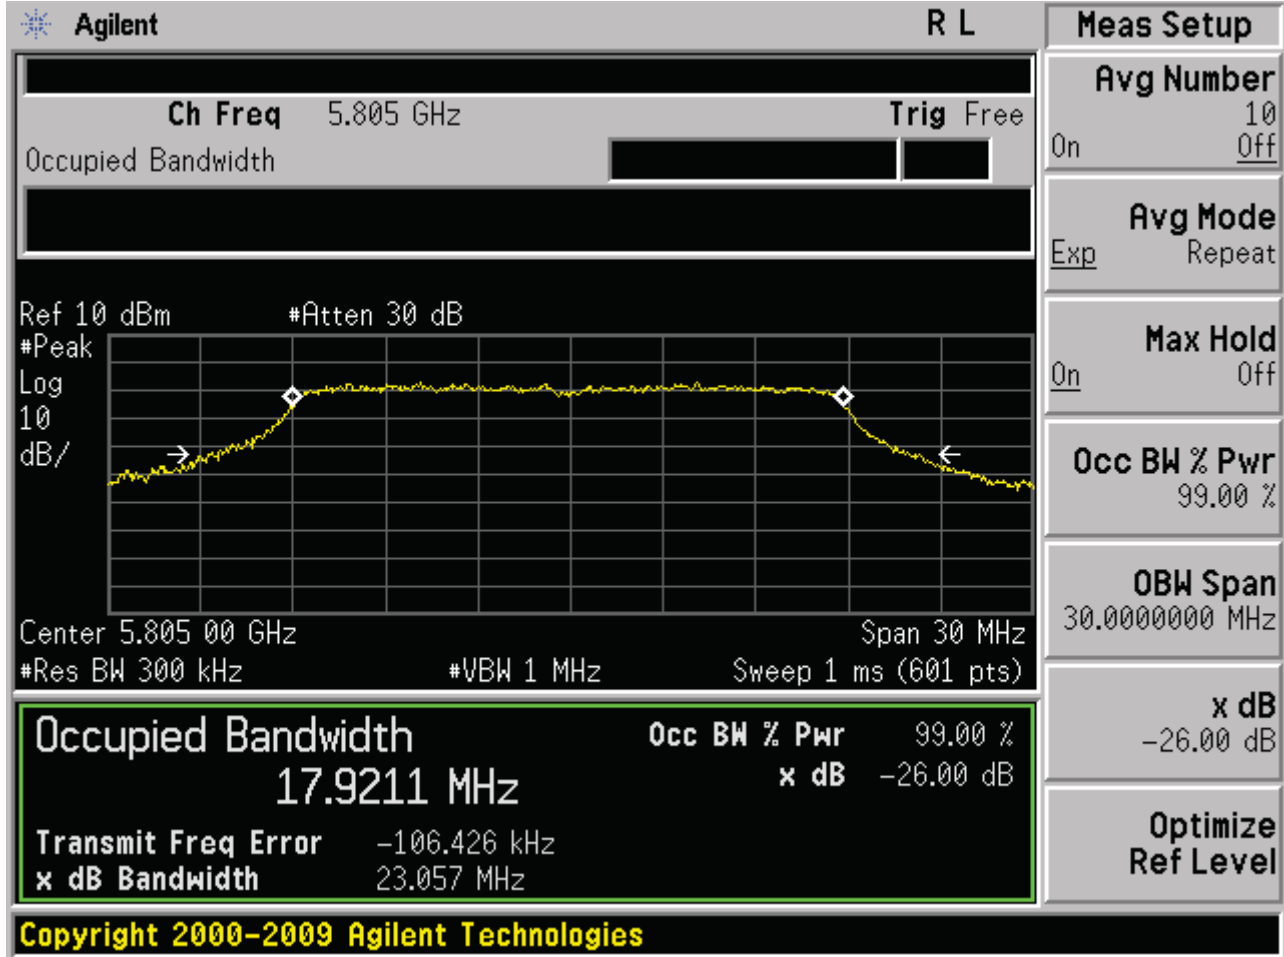 Agilent R L Meas Setup
Ch Freq 5.805 GHz Trig Free
Occupied Bandwidth
Ref 10 dBm #Atten 30 dB
#Peak
Log
10
dB/
Center 5.805 00 GHz Span 30 MHz
#Res BW 300 kHz #VBW 1 MHz Sweep 1 ms (601 pts)
Occupied Bandwidth Occ BW % Pwr 99.00 %
17.9211 MHz x dB -26.00 dB
Transmit Freq Error -106.426 kHz
x dB Bandwidth 23.057 MHz
Avg Number
10
On Off
Avg Mode
Exp Repeat
Max Hold
On Off
Occ BW % Pwr
99.00 %
OBW Span
30.0000000 MHz
x dB
-26.00 dB
Optimize
Ref Level
Copyright 2000-2009 Agilent Technologies